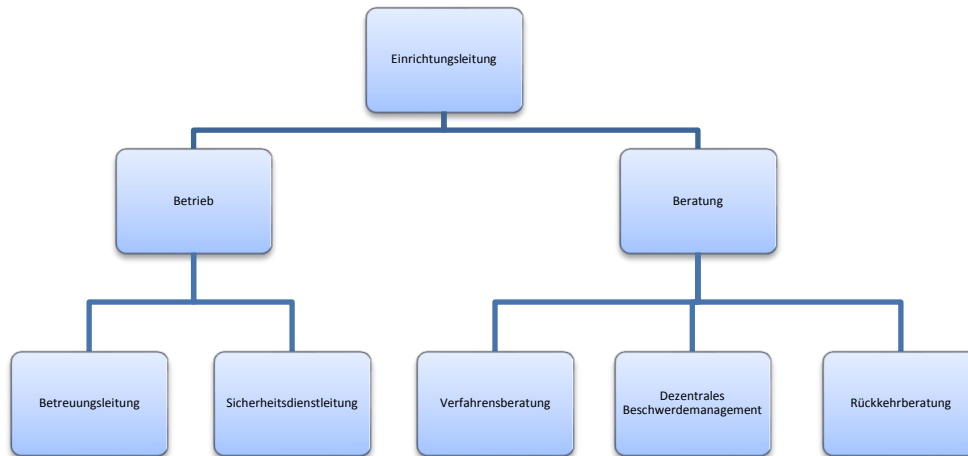 Einrichtungsleitung
Betrieb
Beratung
Betreuungsleitung
Sicherheitsdienstleitung
Verfahrensberatung
Dezentrales
Beschwerdemanagement
Rückkehrberatung